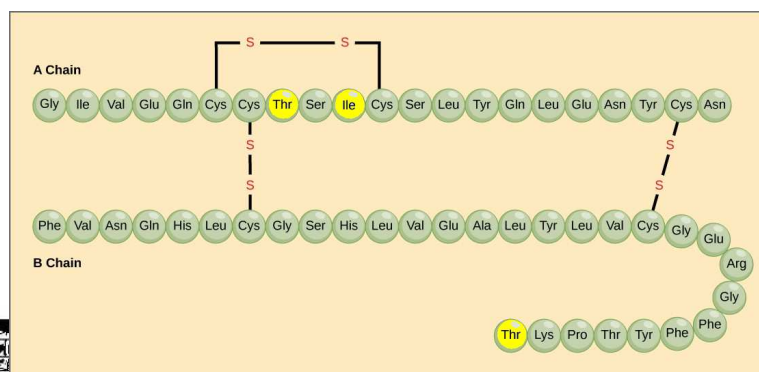 S S
A Chain
Gly Ile Val Glu Gln Cys Cys Thr Ser Ile Cys Ser Leu Tyr Gln Leu Glu Asn Tyr Cys Asn
S S
S S
Phe Val Asn Gln His Leu Cys Gly Ser His Leu Val Glu Ala Leu Tyr Leu Val Cys Gly Glu
B Chain
Arg
Gly
Thr Lys Pro Thr Tyr Phe Phe